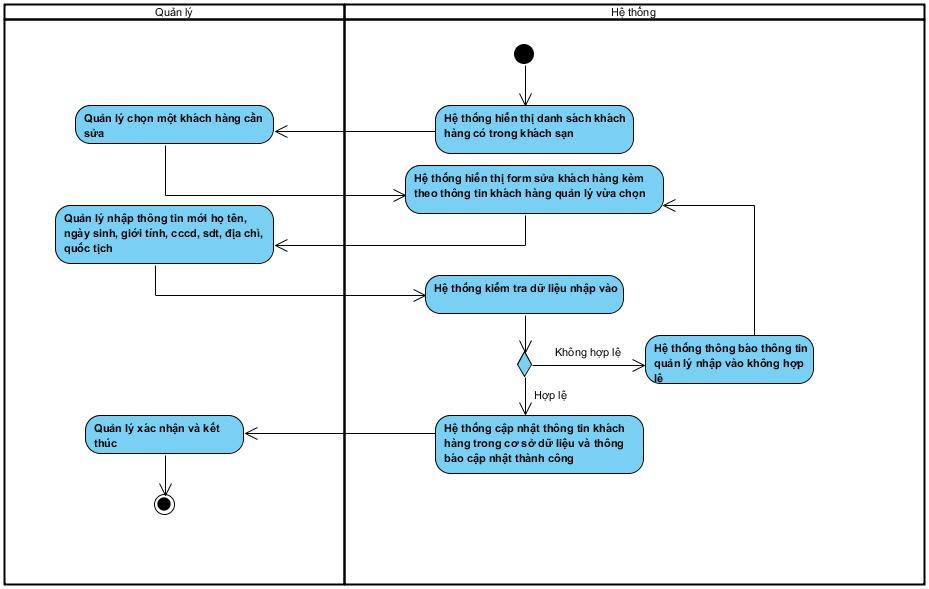 Quản lý
Hệ thống
Hệ thống hiển thị danh sách khách
hàng có trong khách sạn
Quản lý chọn một khách hàng cần
sửa
Hệ thống hiển thị form sửa khách hàng kèm
theo thông tin khách hàng quản lý vừa chọn
Quản lý nhập thông tin mới họ tên,
ngày sinh, giới tính, cccd, sdt, địa chỉ,
quốc tịch
Hệ thống kiểm tra dữ liệu nhập vào
Không hợp lệ
Hệ thống thông báo thông tin
quản lý nhập vào không hợp
lệ
Hợp lệ
Hệ thống cập nhật thông tin khách
hàng trong cơ sở dữ liệu và thông
báo cập nhật thành công
Quản lý xác nhận và kết
thúc